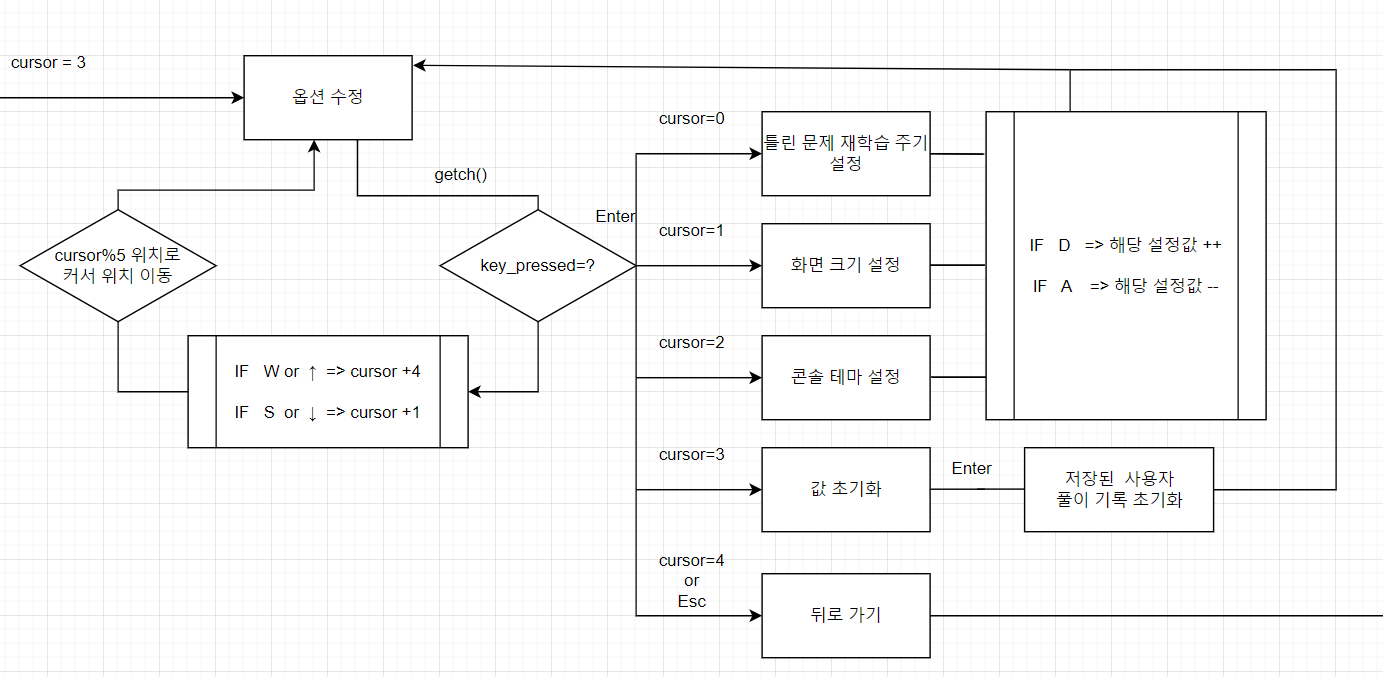 cursor = 3
옵션 수정
getch()
key_pressed=?
cursor%5 위치로
커서 위치 이동
IF W or ↑ => cursor +4
IF S or ↓ => cursor +1
Enter
cursor=0
틀린 문제 재학습 주기
설정
cursor=1
화면 크기 설정
cursor=2
콘솔 테마 설정
IF D => 해당 설정값 ++
IF A => 해당 설정값 --
cursor=3
값 초기화
Enter
저장된 사용자
풀이 기록 초기화
cursor=4
or
Esc
뒤로 가기